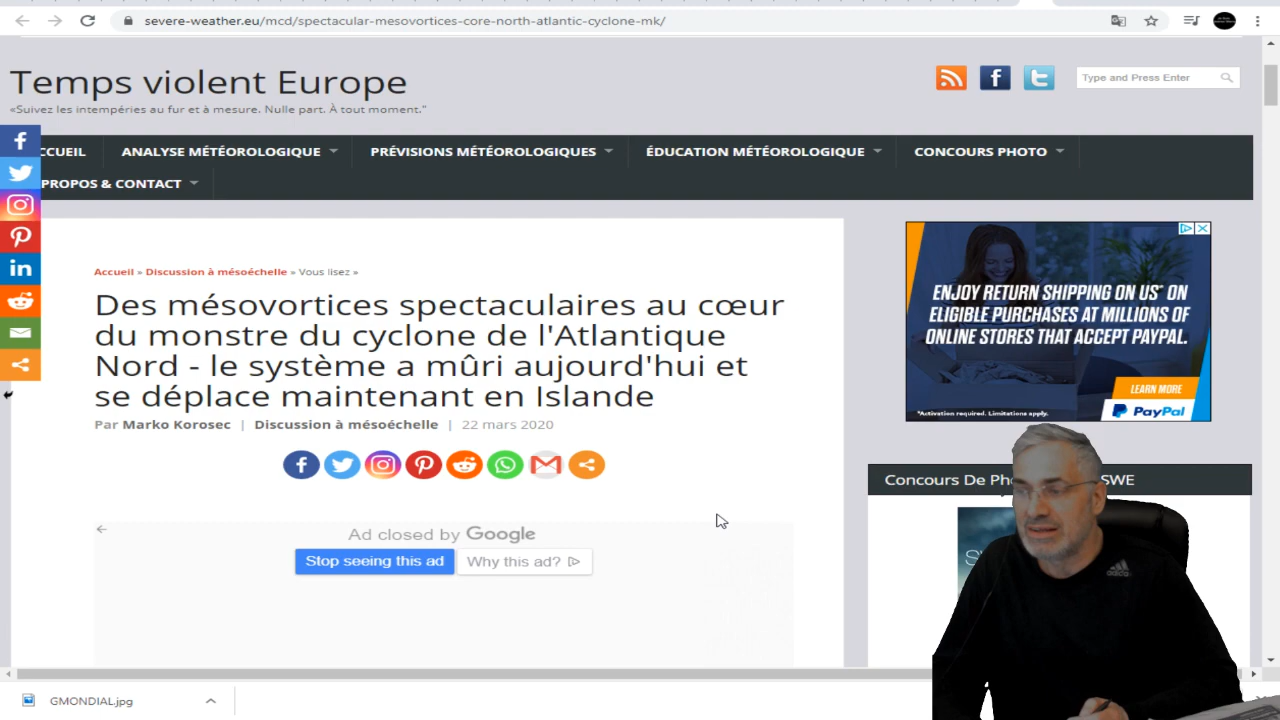 severe-weather.eu/mcd/spectacular-mesovortices-core-north-atlantic-cyclone-mk/
Temps violent Europe
«Suivez les intempéries au fur et à mesure. Nulle part. À tout moment."
Type and Press Enter
CCUEIL
ANALYSE MÉTÉOROLOGIQUE
PRÉVISIONS MÉTÉOROLOGIQUES
ÉDUCATION MÉTÉOROLOGIQUE
CONCOURS PHOTO
PROPOS & CONTACT
Accueil » Discussion à mésoéchelle » Vous lisez »
Des mésovortices spectaculaires au cœur
du monstre du cyclone de l'Atlantique
Nord - le système a mûri aujourd'hui et
se déplace maintenant en Islande
Par Marko Korosec | Discussion à mésoéchelle | 22 mars 2020
Ad closed by Google
Stop seeing this ad
Why this ad?
ENJOY RETURN SHIPPING ON US* ON
ELIGIBLE PURCHASES AT MILLIONS OF
ONLINE STORES THAT ACCEPT PAYPAL.
LEARN MORE
*Activation required. Limitations apply.
PayPal
Concours De Ph SWE
adidas
GMONDIAL.jpg